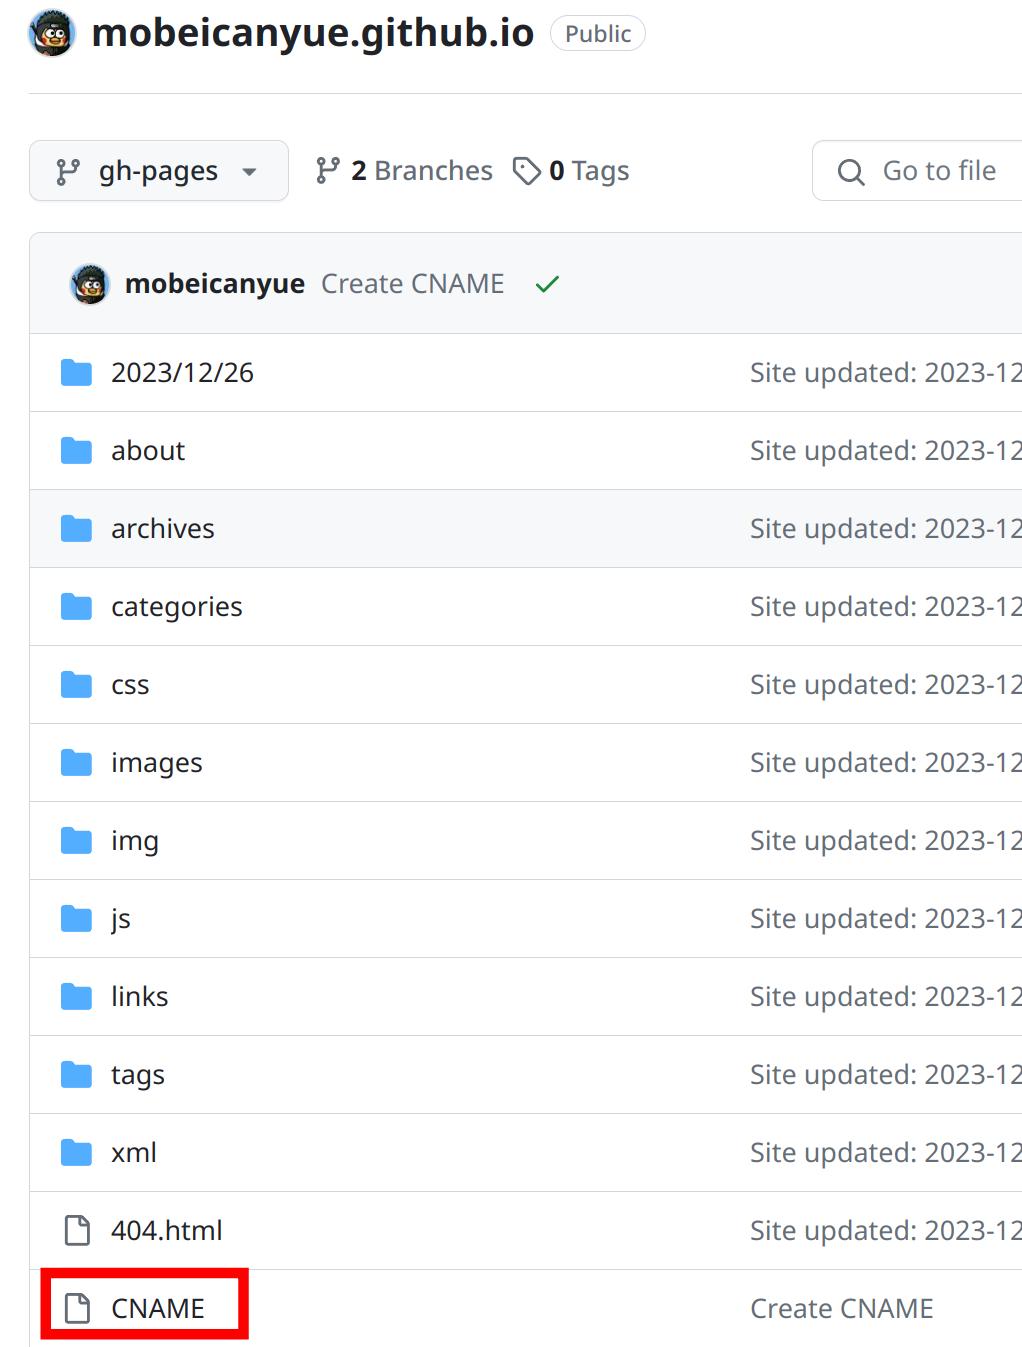 mobeicanyue.github.io Public
gh-pages 2 Branches 0 Tags Go to file
mobeicanyue Create CNAME
2023/12/26 Site updated: 2023-12
about Site updated: 2023-12
archives Site updated: 2023-12
categories Site updated: 2023-12
css Site updated: 2023-12
images Site updated: 2023-12
img Site updated: 2023-12
js Site updated: 2023-12
links Site updated: 2023-12
tags Site updated: 2023-12
xml Site updated: 2023-12
404.html Site updated: 2023-12
CNAME Create CNAME